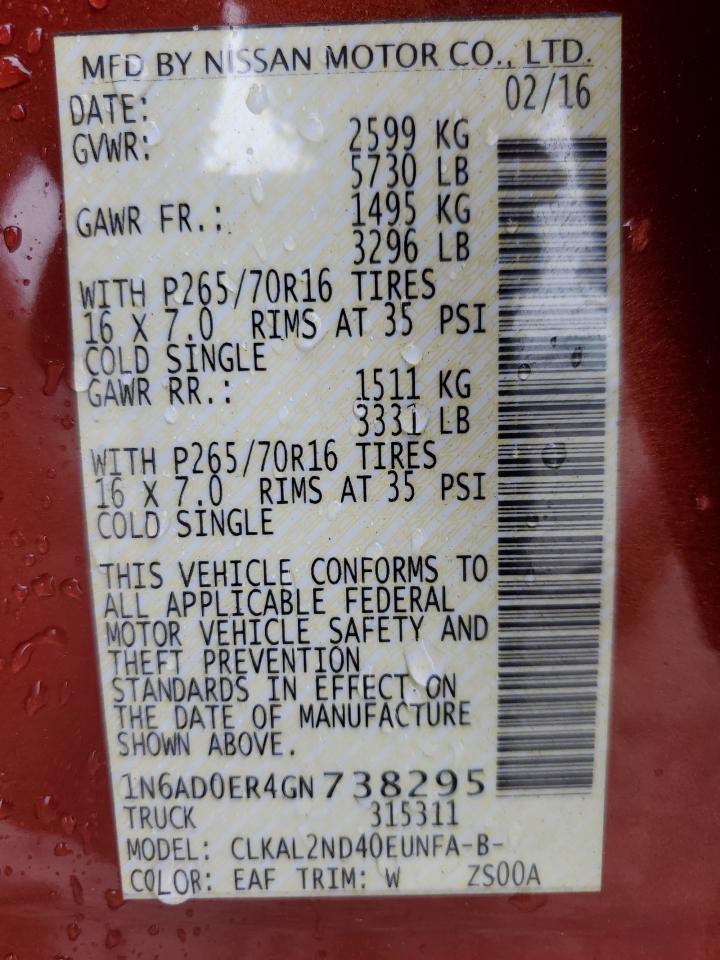 MFD BY NISSAN MOTOR CO., LTD.
DATE: 02/16
GVWR: 2599 KG
5730 LB
GAWR FR.: 1495 KG
3296 LB
WITH P265/70R16 TIRES
16 X 7.0 RIMS AT 35 PSI
COLD SINGLE
GAWR RR.: 1511 KG
3331 LB
WITH P265/70R16 TIRES
16 X 7.0 RIMS AT 35 PSI
COLD SINGLE
THIS VEHICLE CONFORMS TO
ALL APPLICABLE FEDERAL
MOTOR VEHICLE SAFETY AND
THEFT PREVENTION
STANDARDS IN EFFECT ON
THE DATE OF MANUFACTURE
SHOWN ABOVE.
1N6AD0ER4GN738295
TRUCK 315311
MODEL: CLKAL2ND40EUNFA-B-
COLOR: EAF TRIM: W ZS00A